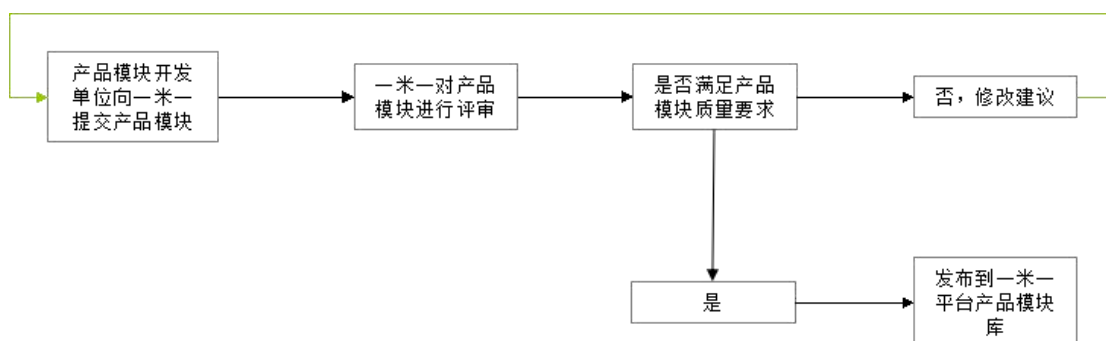 产品模块开发
单位向一米一
提交产品模块
一米一对产品
模块进行评审
是否满足产品
模块质量要求
否，修改建议
是
发布到一米一
平台产品模块
库